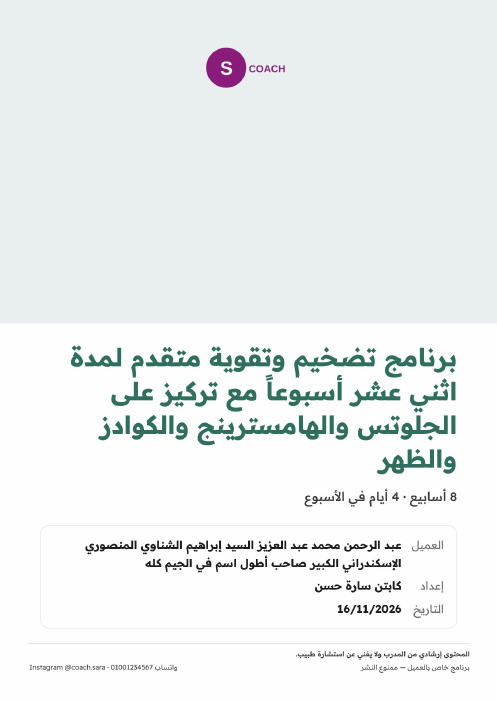 S COACH
برنامج تضخيم وتقوية متقدم لمدة
اثني عشر أسبوعاً مع تركيز على
الجلوتس والهامسترينج والكوادز
والظهر
8 أسابيع · 4 أيام في الأسبوع
العميل عبد الرحمن محمد عبد العزيز السيد إبراهيم الشناوي المنصوري
الإسكندراني الكبير صاحب أطول اسم في الجيم كله
إعداد كابتن سارة حسن
التاريخ 16/11/2026
المحتوى إرشادي من المدرب ولا يغني عن استشارة طبيب.
برنامج خاص بالعميل — ممنوع النشر
واتساب 01001234567 · Instagram @coach.sara